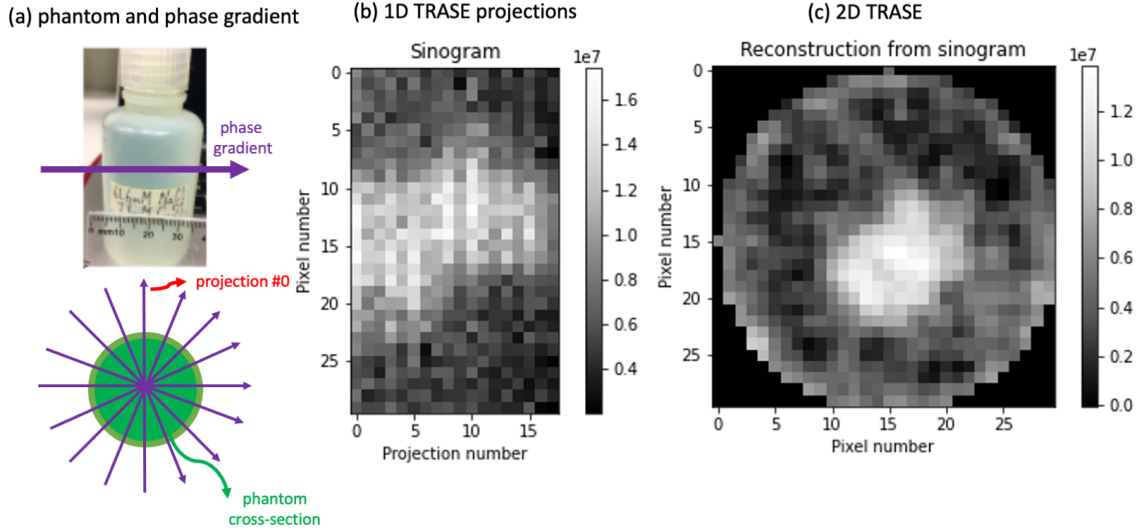 (a) phantom and phase gradient
phase
gradient
mm10 20 30
projection #0
phantom
cross-section
(b) 1D TRASE projections
Sinogram
1e7
0
5
10
15
20
25
Pixel number
0 5 10 15
Projection number
1.6
1.4
1.2
1.0
0.8
0.6
0.4
(c) 2D TRASE
Reconstruction from sinogram
1e7
0
5
10
15
20
25
Pixel number
0 5 10 15 20 25
Pixel number
1.2
1.0
0.8
0.6
0.4
0.2
0.0